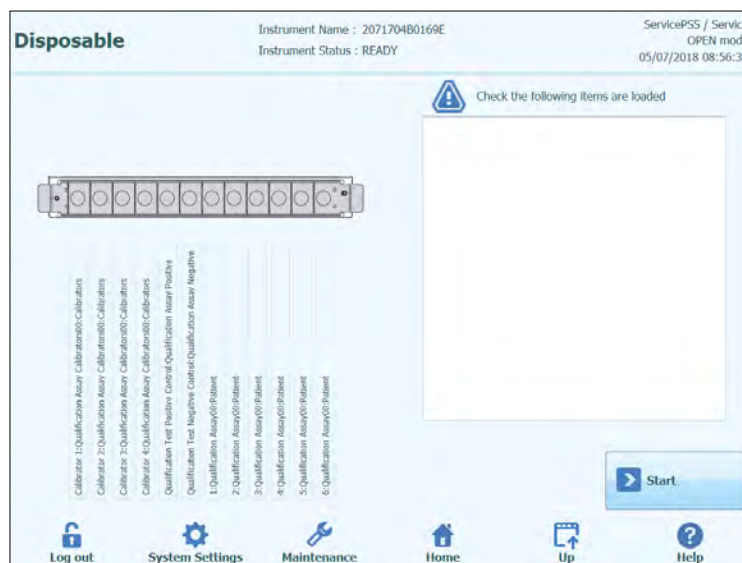 Disposable
Instrument Name : 2071704B0169E
Instrument Status : READY
ServicePSS / Servic
OPEN mod
05/07/2018 08:56:3
Check the following items are loaded
Calibrator 1:Qualification Assay Calibrators00:Calibrators
Calibrator 2:Qualification Assay Calibrators00:Calibrators
Calibrator 3:Qualification Assay Calibrators00:Calibrators
Calibrator 4:Qualification Assay Calibrators00:Calibrators
Qualification Test Positive Control:Qualification Assay Positive
Qualification Test Negative Control:Qualification Assay Negative
1:Qualification Assay00:Patient
2:Qualification Assay00:Patient
3:Qualification Assay00:Patient
4:Qualification Assay00:Patient
5:Qualification Assay00:Patient
6:Qualification Assay00:Patient
Start
Log out
System Settings
Maintenance
Home
Up
Help